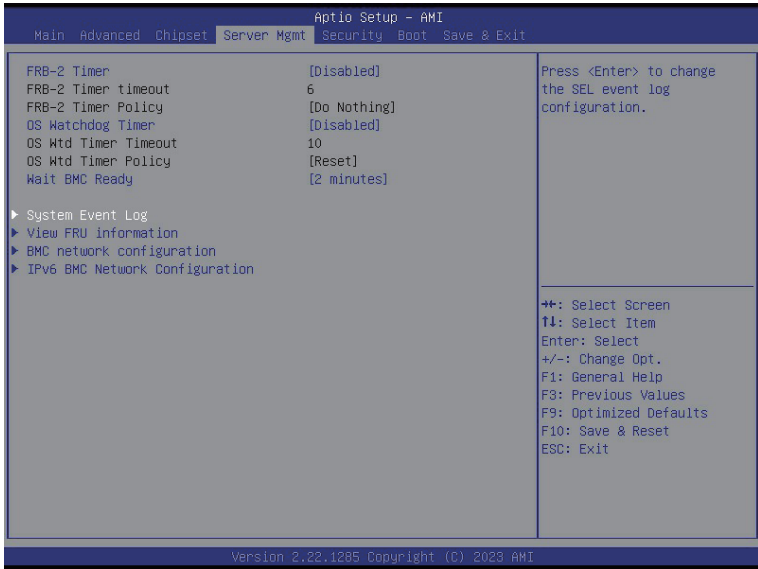 Aptio Setup – AMI
Main Advanced Chipset Server Mgmt Security Boot Save & Exit
FRB-2 Timer [Disabled]
FRB-2 Timer timeout 6
FRB-2 Timer Policy [Do Nothing]
OS Watchdog Timer [Disabled]
OS Wtd Timer Timeout 10
OS Wtd Timer Policy [Reset]
Wait BMC Ready [2 minutes]
▶ System Event Log
▶ View FRU information
▶ BMC network configuration
▶ IPv6 BMC Network Configuration
Press <Enter> to change
the SEL event log
configuration.
→←: Select Screen
↑↓: Select Item
Enter: Select
+/-: Change Opt.
F1: General Help
F3: Previous Values
F9: Optimized Defaults
F10: Save & Reset
ESC: Exit
Version 2.22.1285 Copyright (C) 2023 AMI